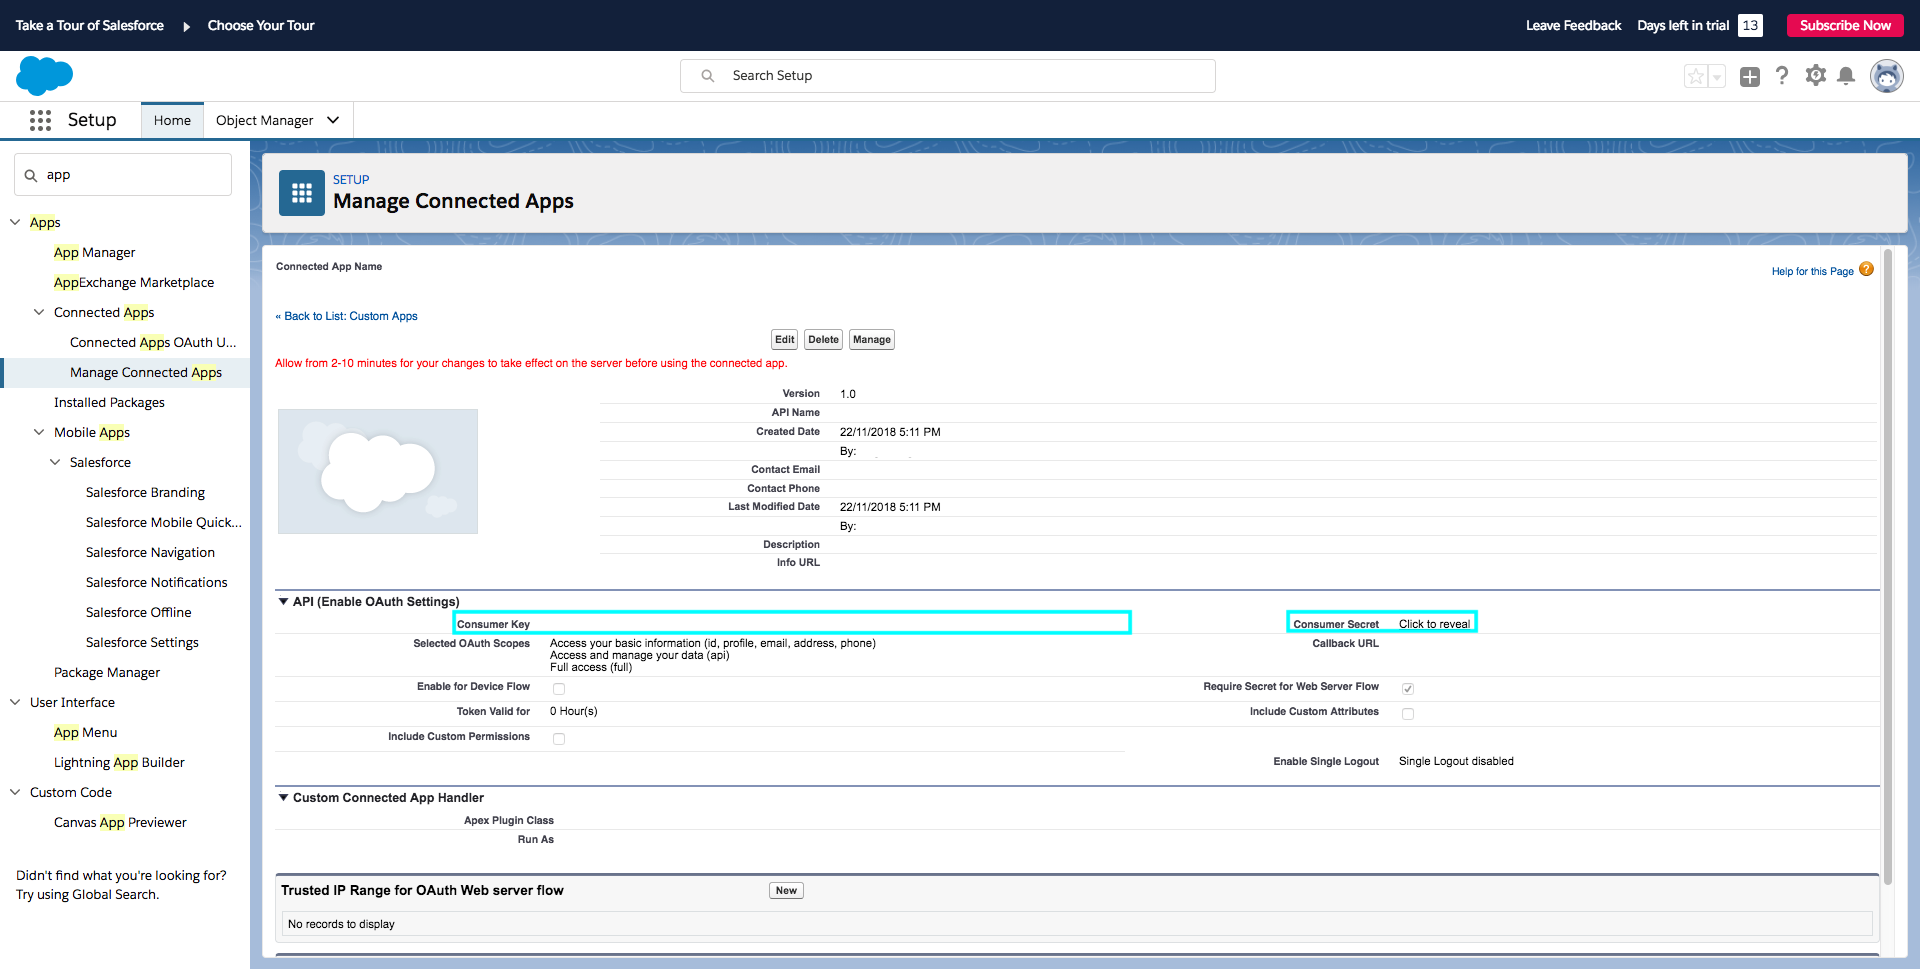 Take a Tour of Salesforce Choose Your Tour Leave Feedback Days left in trial 13 Subscribe Now
Search Setup
Setup Home Object Manager
app
Apps
App Manager
AppExchange Marketplace
Connected Apps
Connected Apps OAuth U...
Manage Connected Apps
Installed Packages
Mobile Apps
Salesforce
Salesforce Branding
Salesforce Mobile Quick...
Salesforce Navigation
Salesforce Notifications
Salesforce Offline
Salesforce Settings
Package Manager
User Interface
App Menu
Lightning App Builder
Custom Code
Canvas App Previewer
Didn't find what you're looking for?
Try using Global Search.
SETUP
Manage Connected Apps
Connected App Name
Help for this Page ?
« Back to List: Custom Apps
Edit Delete Manage
Allow from 2-10 minutes for your changes to take effect on the server before using the connected app.
Version 1.0
API Name
Created Date 22/11/2018 5:11 PM
By:
Contact Email
Contact Phone
Last Modified Date 22/11/2018 5:11 PM
By:
Description
Info URL
API (Enable OAuth Settings)
Consumer Key Consumer Secret Click to reveal
Selected OAuth Scopes Access your basic information (id, profile, email, address, phone) Callback URL
Access and manage your data (api)
Full access (full)
Enable for Device Flow Require Secret for Web Server Flow
Token Valid for 0 Hour(s) Include Custom Attributes
Include Custom Permissions
Enable Single Logout Single Logout disabled
Custom Connected App Handler
Apex Plugin Class
Run As
Trusted IP Range for OAuth Web server flow New
No records to display